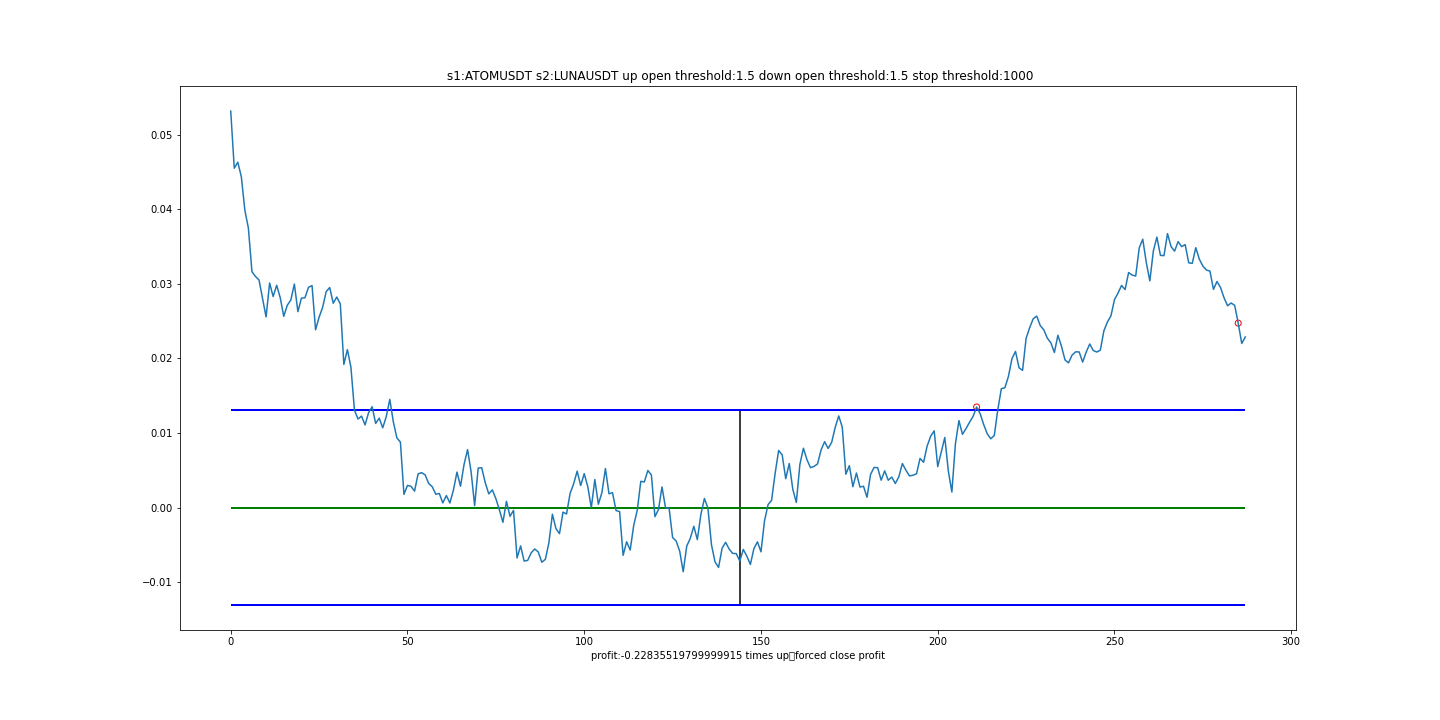 s1:ATOMUSDT s2:LUNAUSDT up open threshold:1.5 down open threshold:1.5 stop threshold:1000
0.05
0.04
0.03
0.02
0.01
0.00
−0.01
0 50 100 150 200 250 300
profit:-0.22835519799999915 times up▯forced close profit